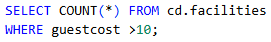 SELECT COUNT(*) FROM cd.facilities
WHERE guestcost >10;